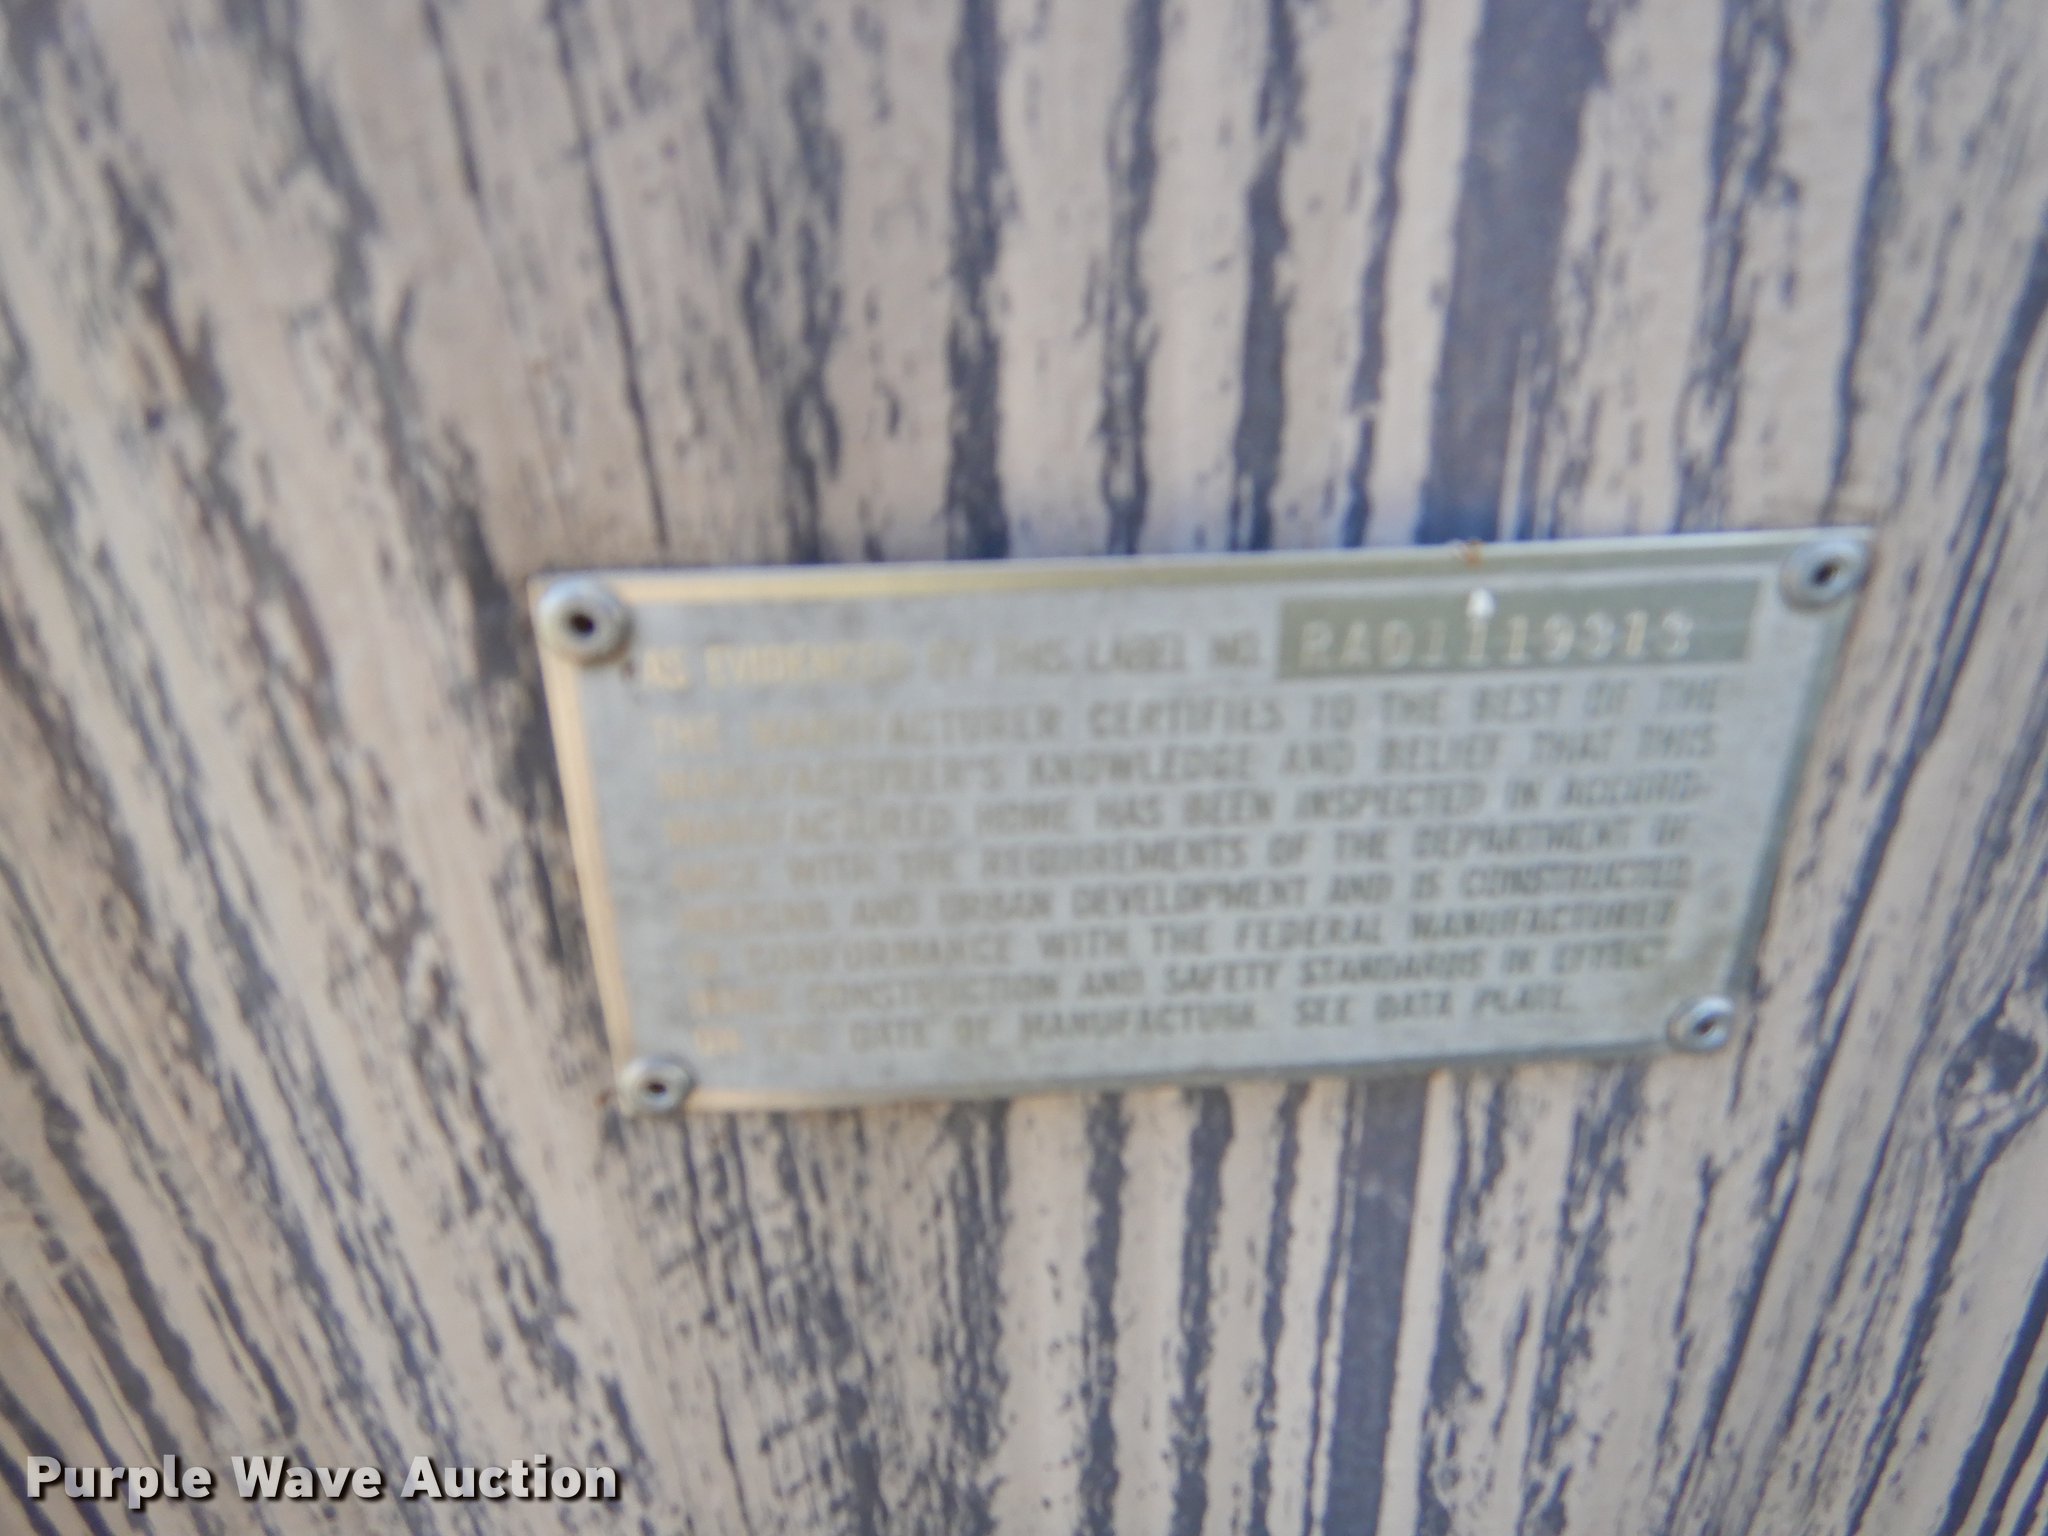 AS EVIDENCED BY THIS LABEL NO. RAD1119313
THE MANUFACTURER CERTIFIES TO THE BEST OF THE
MANUFACTURER'S KNOWLEDGE AND BELIEF THAT THIS
MANUFACTURED HOME HAS BEEN INSPECTED IN ACCORD-
ANCE WITH THE REQUIREMENTS OF THE DEPARTMENT OF
HOUSING AND URBAN DEVELOPMENT AND IS CONSTRUCTED
IN CONFORMANCE WITH THE FEDERAL MANUFACTURED
HOME CONSTRUCTION AND SAFETY STANDARDS IN EFFECT
ON THE DATE OF MANUFACTURE. SEE DATA PLATE.
Purple Wave Auction